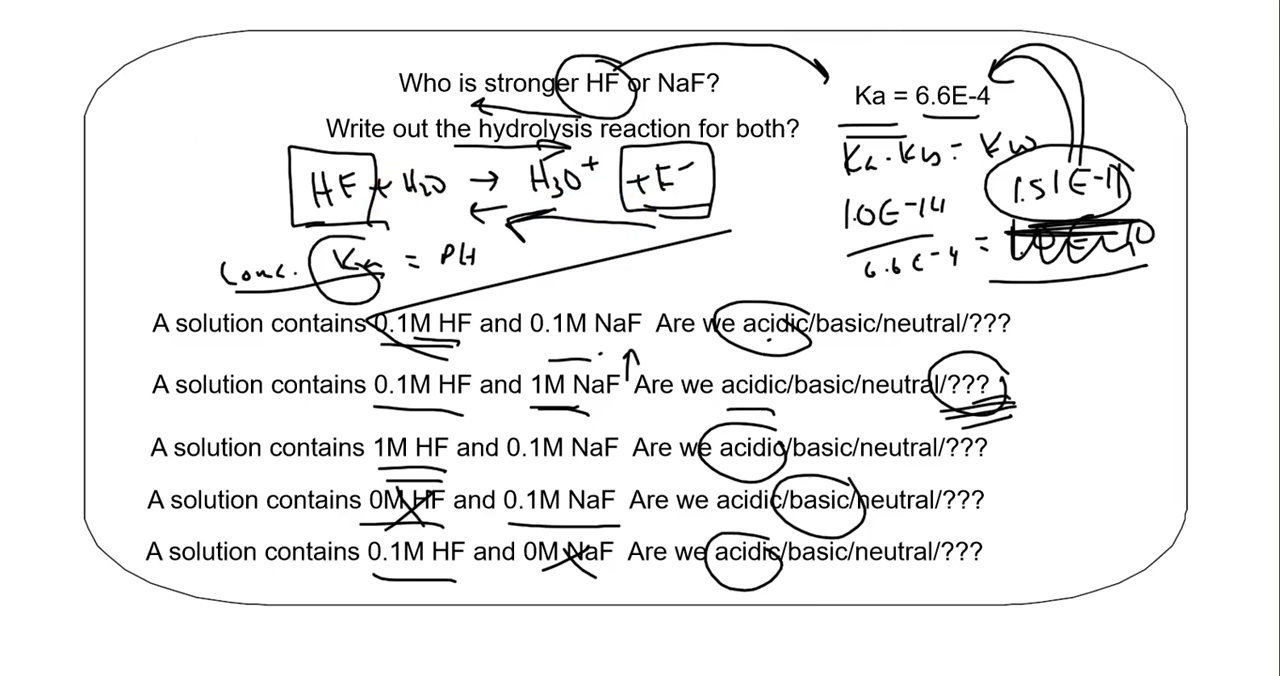 Who is stronger HF or NaF?
Ka = 6.6E-4
Write out the hydrolysis reaction for both?
Ka · Kb = Kw
HF + H2O → H3O+ + F-
1.51E-11
1.0E-14
6.6E-4 =
Conc. Ka = PH
A solution contains 0.1M HF and 0.1M NaF Are we acidic/basic/neutral/???
A solution contains 0.1M HF and 1M NaF Are we acidic/basic/neutral/???
A solution contains 1M HF and 0.1M NaF Are we acidic/basic/neutral/???
A solution contains 0M HF and 0.1M NaF Are we acidic/basic/neutral/???
A solution contains 0.1M HF and 0M NaF Are we acidic/basic/neutral/???